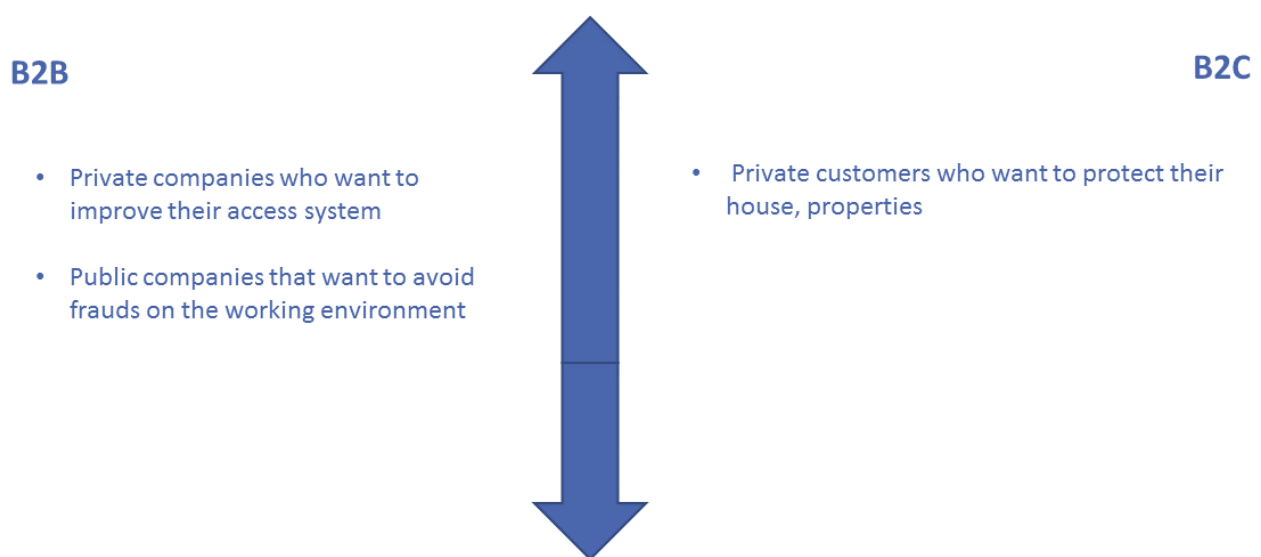 B2B
• Private companies who want to
improve their access system
• Public companies that want to avoid
frauds on the working environment
B2C
• Private customers who want to protect their
house, properties